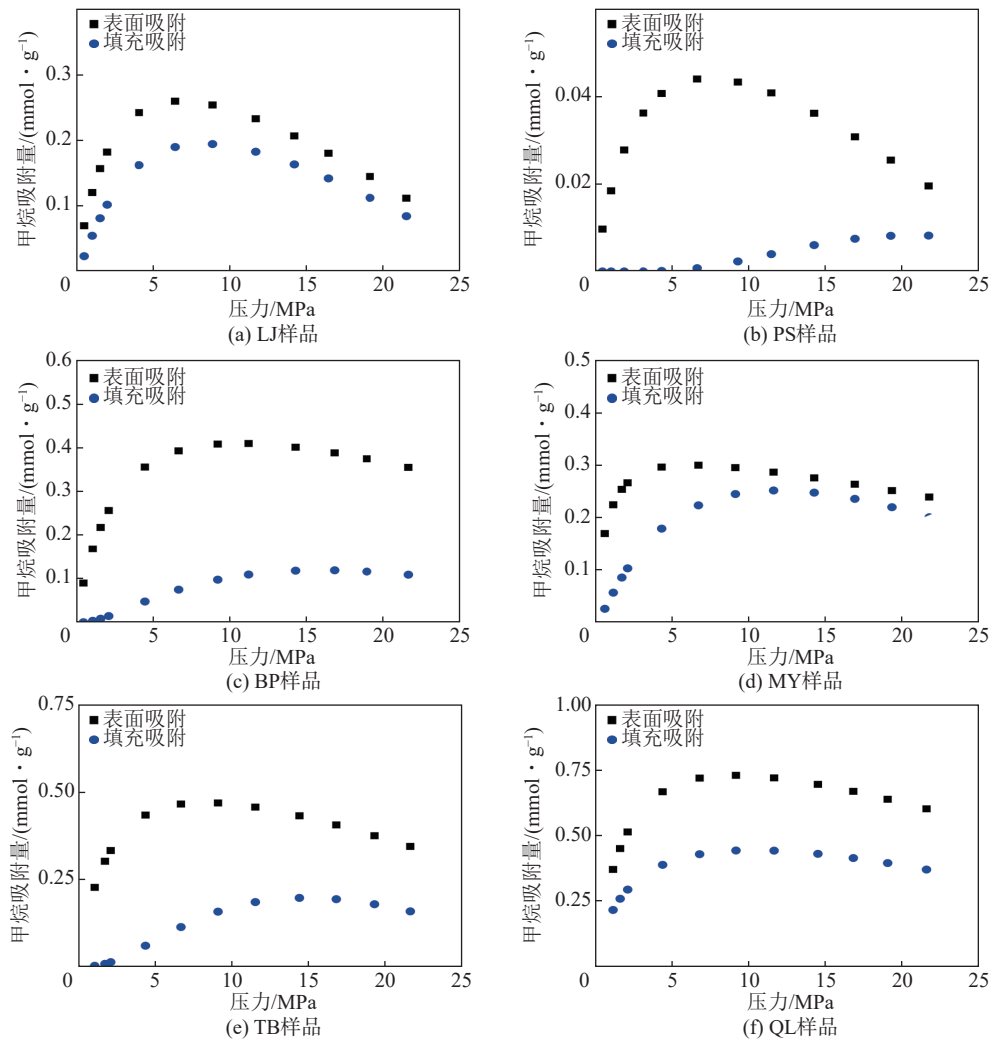 表面吸附
填充吸附
0.3
0.2
0.1
0
5
10
15
20
25
甲烷吸附量/(mmol·g⁻¹)
压力/MPa
(a) LJ样品
表面吸附
填充吸附
0.04
0.02
0
5
10
15
20
25
甲烷吸附量/(mmol·g⁻¹)
压力/MPa
(b) PS样品
表面吸附
填充吸附
0.6
0.5
0.4
0.3
0.2
0.1
0
5
10
15
20
25
甲烷吸附量/(mmol·g⁻¹)
压力/MPa
(c) BP样品
表面吸附
填充吸附
0.5
0.4
0.3
0.2
0.1
0
5
10
15
20
25
甲烷吸附量/(mmol·g⁻¹)
压力/MPa
(d) MY样品
表面吸附
填充吸附
0.75
0.50
0.25
0
5
10
15
20
25
甲烷吸附量/(mmol·g⁻¹)
压力/MPa
(e) TB样品
表面吸附
填充吸附
1.00
0.75
0.50
0.25
0
5
10
15
20
25
甲烷吸附量/(mmol·g⁻¹)
压力/MPa
(f) QL样品